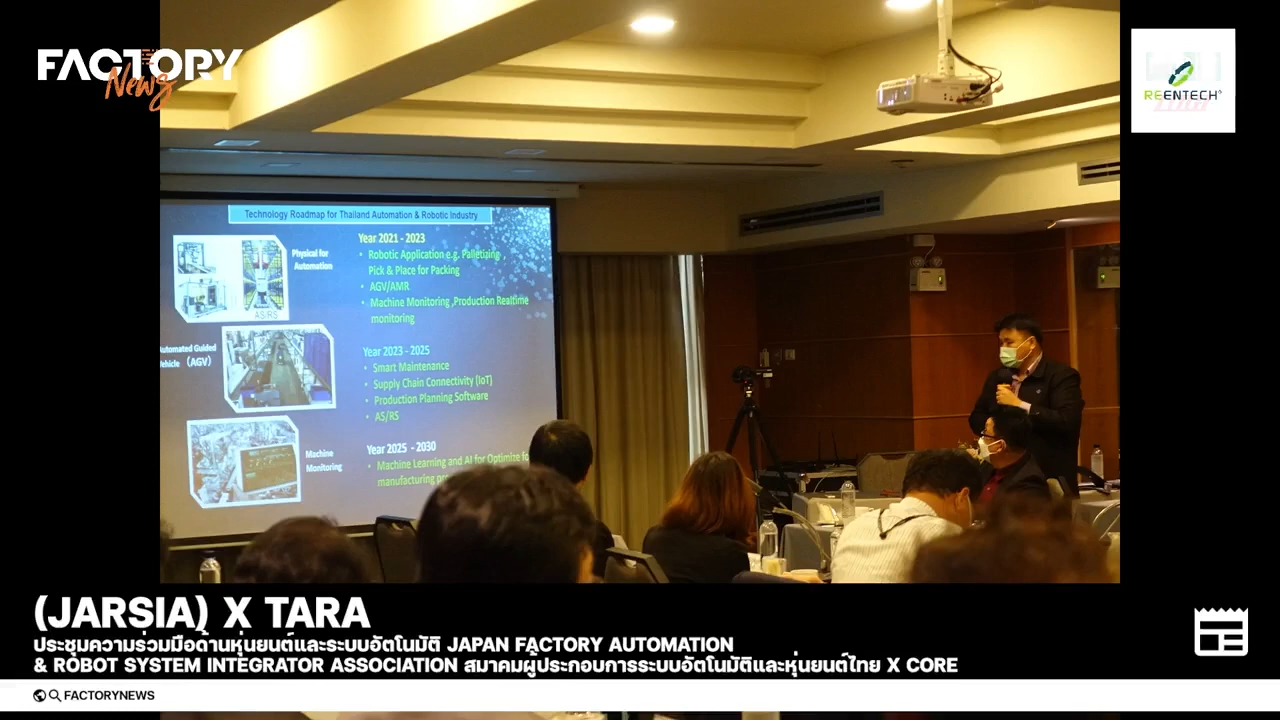 FACTORY
News
REENTECH
Technology Roadmap for Thailand Automation & Robotic Industry
Physical for
Automation
AS/RS
Year 2021 - 2023
• Robotic Application e.g. Palletizing
Pick & Place for Packing
• AGV/AMR
• Machine Monitoring ,Production Realtime
monitoring
Automated Guided
Vehicle (AGV)
Year 2023 - 2025
• Smart Maintenance
• Supply Chain Connectivity (IoT)
• Production Planning Software
• AS/RS
Machine
Monitoring
Year 2025 - 2030
• Machine Learning and AI for Optimize
manufacturing
(JARSIA) X TARA
ประชุมความร่วมมือด้านหุ่นยนต์และระบบอัตโนมัติ JAPAN FACTORY AUTOMATION
& ROBOT SYSTEM INTEGRATOR ASSOCIATION สมาคมผู้ประกอบการระบบอัตโนมัติและหุ่นยนต์ไทย X CORE
FACTORYNEWS